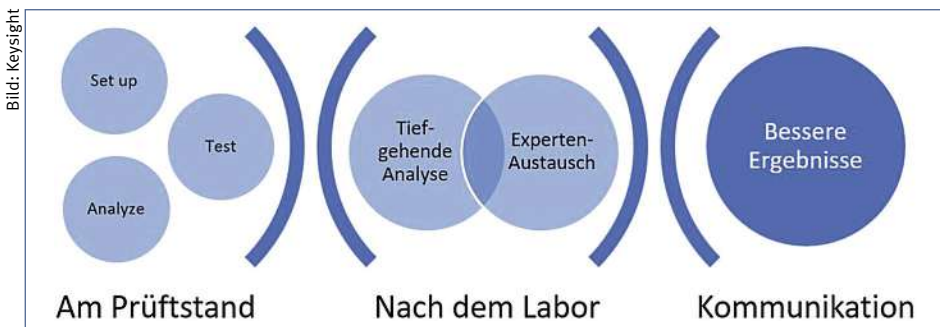 Bild: Keysight
Set up
Test
Analyze
Tief-
gehende
Analyse
Experten-
Austausch
Bessere
Ergebnisse
Am Prüftstand
Nach dem Labor
Kommunikation